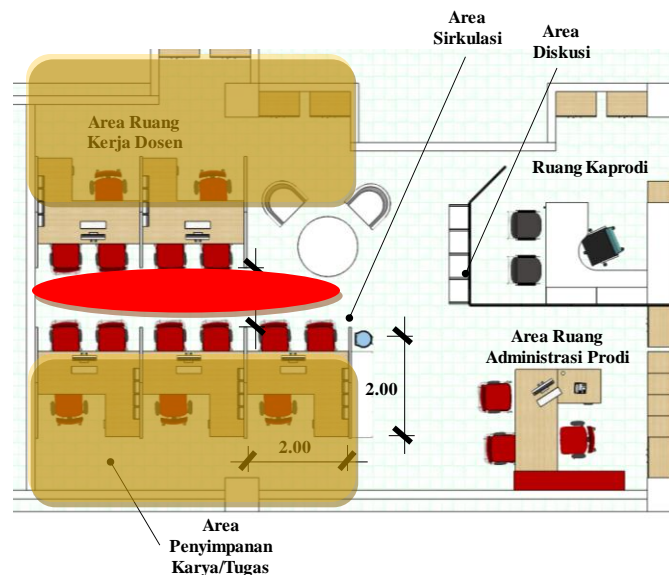 Area
Sirkulasi
Area
Diskusi
Area Ruang
Kerja Dosen
Ruang Kaprodi
Area Ruang
Administrasi Prodi
2.00
2.00
Area
Penyimpanan
Karya/Tugas